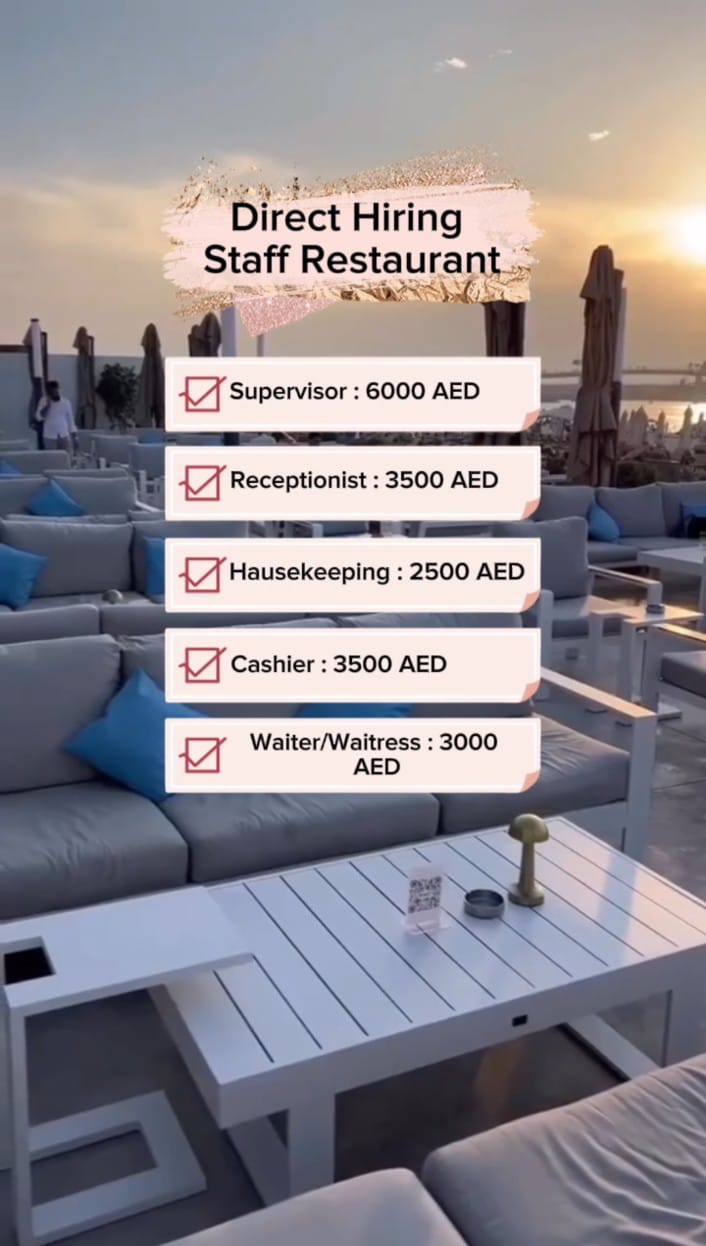 Direct Hiring
Staff Restaurant
Supervisor : 6000 AED
Receptionist : 3500 AED
Hausekeeping : 2500 AED
Cashier : 3500 AED
Waiter/Waitress : 3000
AED